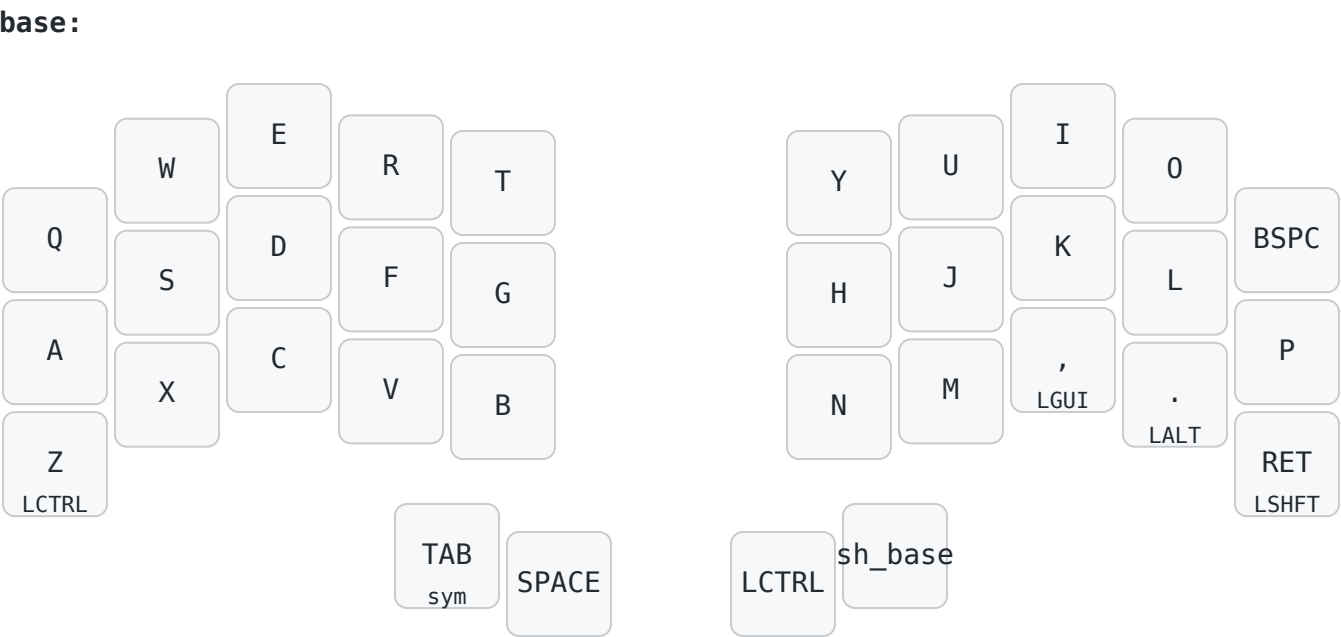 base:
Q W E R T Y U I O BSPC
A S D F G H J K L P
Z X C V B N M , . RET
LCTRL LGUI LALT LSHFT
TAB SPACE LCTRL sh_base
sym